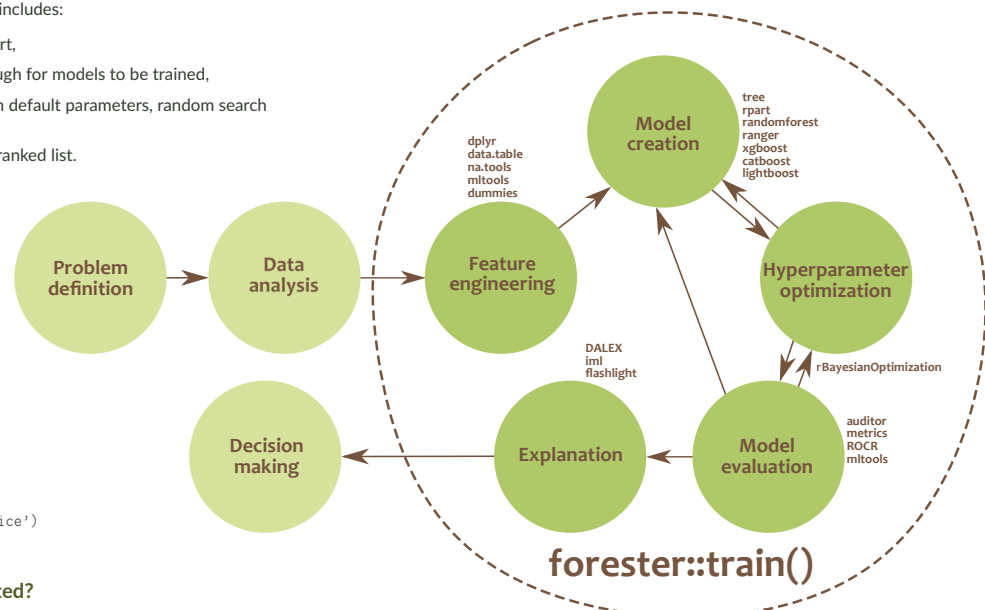 includes:
rt,
ugh for models to be trained,
n default parameters, random search
ranked list.
Model
creation
tree
rpart
randomforest
ranger
xgboost
catboost
lightboost
dplyr
data.table
na.tools
mltools
dummies
Problem
definition
Data
analysis
Feature
engineering
Hyperparameter
optimization
rBayesianOptimization
DALEX
iml
flashlight
Decision
making
Explanation
Model
evaluation
auditor
metrics
ROCR
mltools
ice’)
forester::train()
ted?